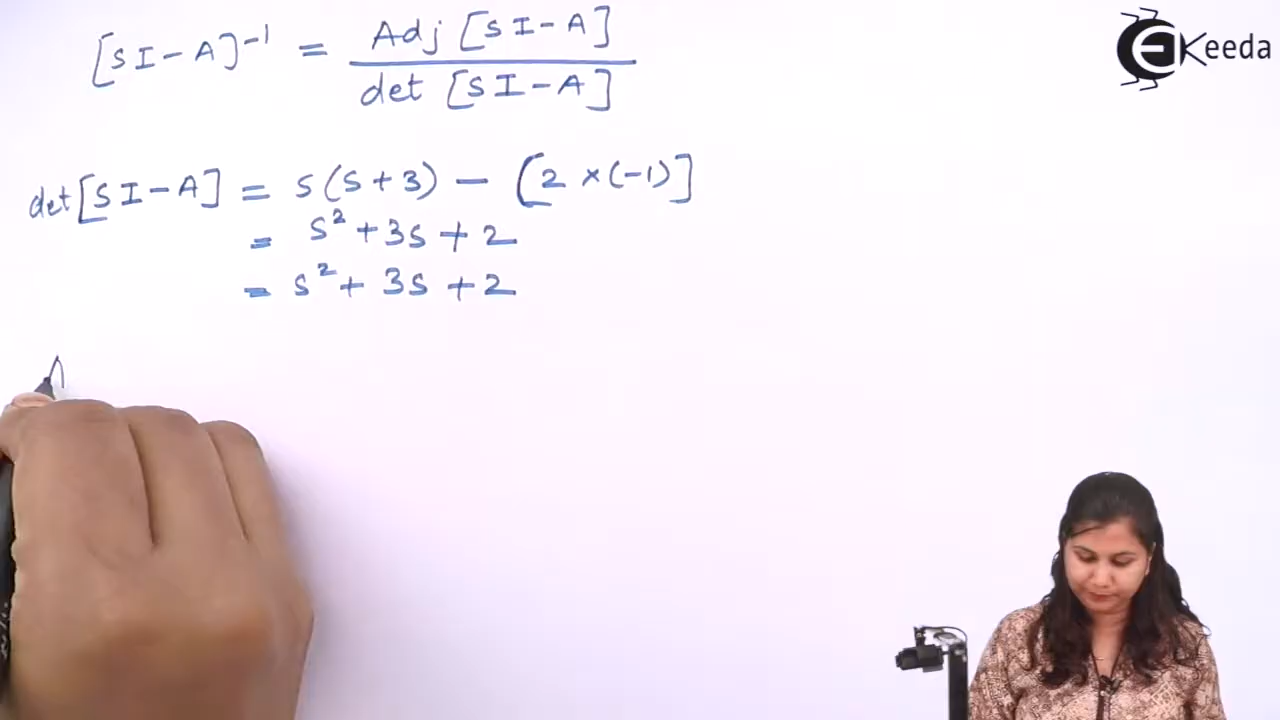 [SI-A]⁻¹ = Adj [SI-A] / det [SI-A]
EKeeda
det[SI-A] = s(s+3) - [2×(-1)]
= s² + 3s + 2
= s² + 3s + 2
A